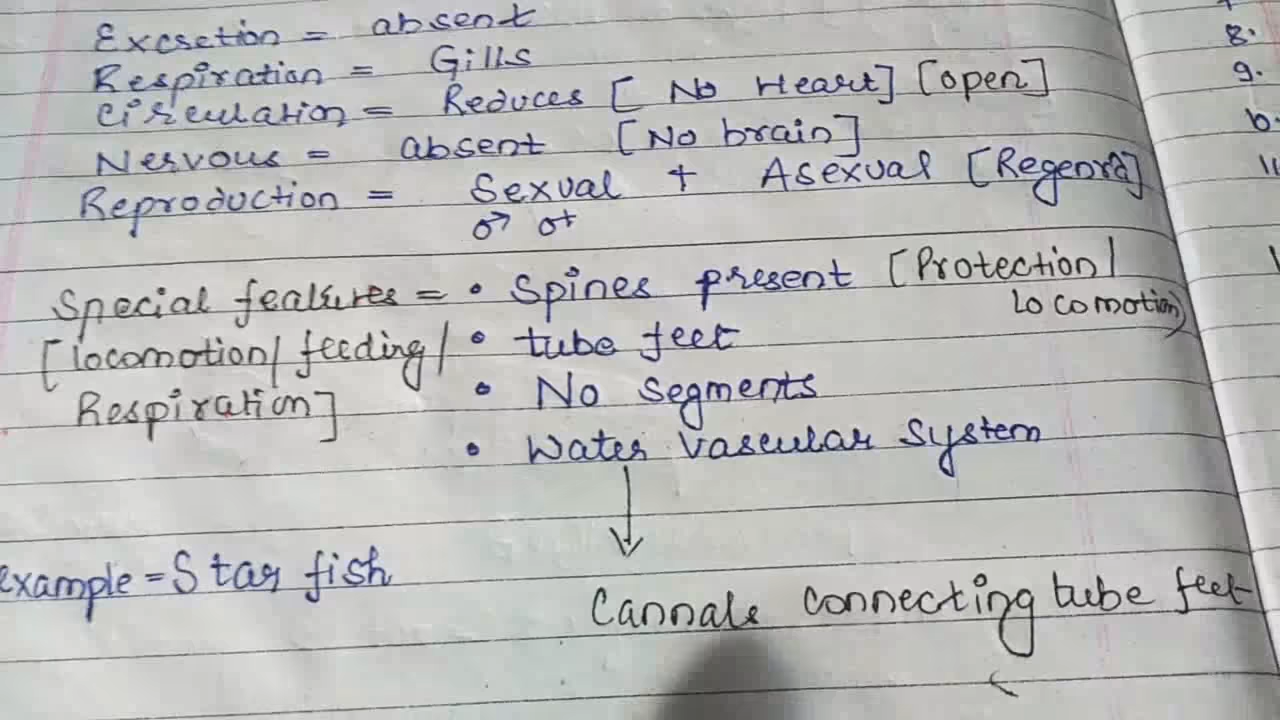 Excsetion = absent
Respiration = Gills
Circulation = Reduces [No Heart] [open]
Nervous = absent [No brain]
Reproduction = Sexual + Asexual
♂ ♀
Special features = • Spines present [Protection/
locomotion]
[locomotion/feeding/ • tube feet
Respiration] • No segments
• Water vascular system
↓
example = Star fish
Cannals connecting tube feet
8.
9.